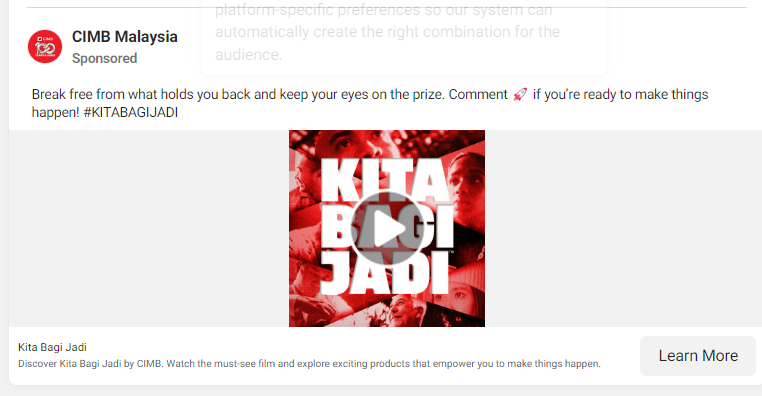 platform-specific preferences so our system can
automatically create the right combination for the
audience.
CIMB Malaysia
Sponsored
Break free from what holds you back and keep your eyes on the prize. Comment 🚀 if you're ready to make things
happen! #KITABAGIJADI
KITA
BAGI
JADI
Kita Bagi Jadi
Discover Kita Bagi Jadi by CIMB. Watch the must-see film and explore exciting products that empower you to make things happen.
Learn More